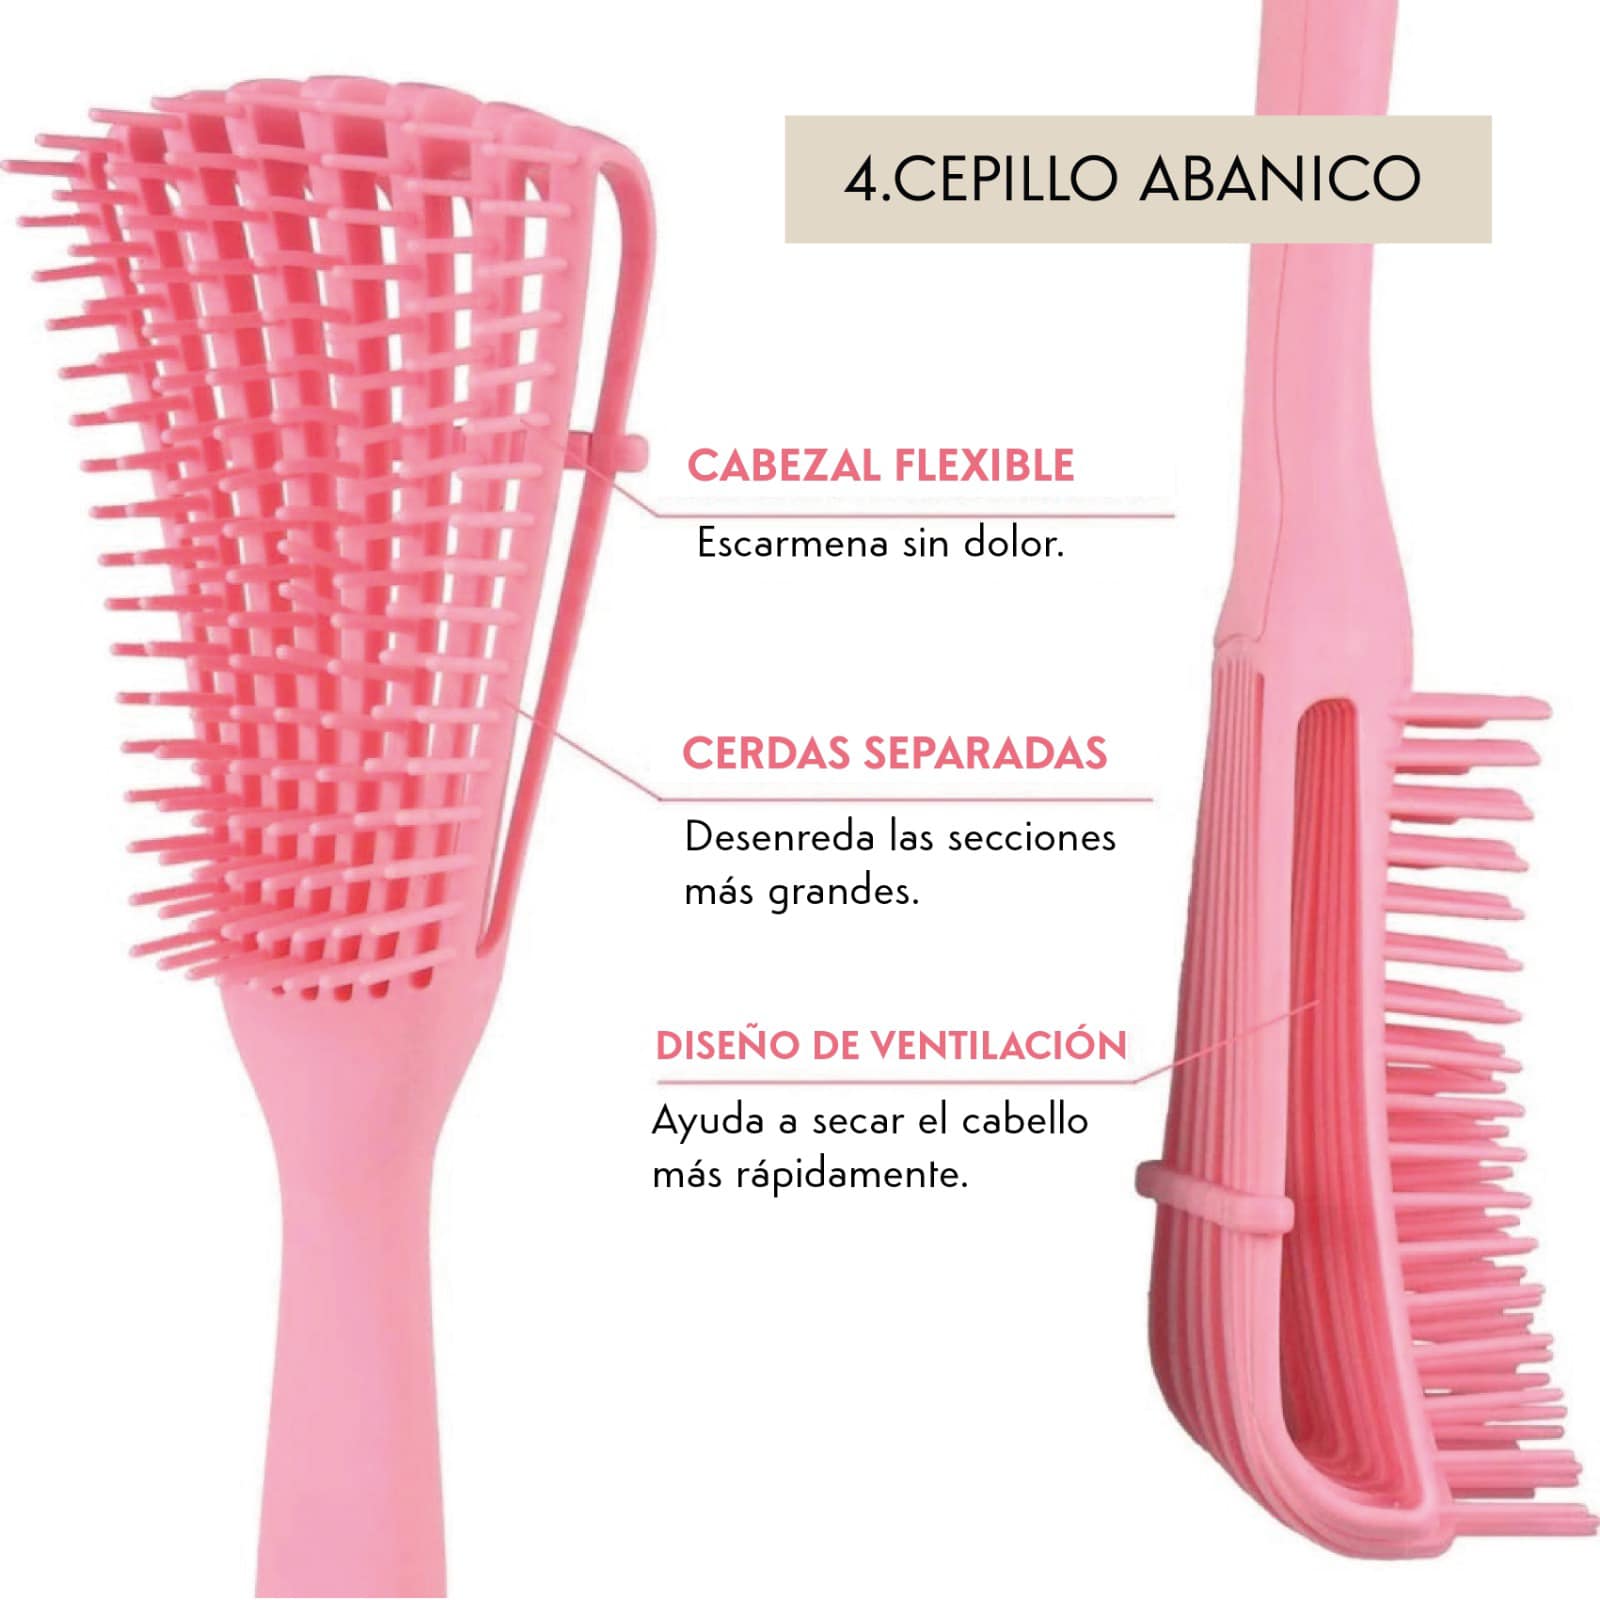 4.CEPILLO ABANICO
CABEZAL FLEXIBLE
Escarmena sin dolor.
CERDAS SEPARADAS
Desenreda las secciones
más grandes.
DISEÑO DE VENTILACIÓN
Ayuda a secar el cabello
más rápidamente.